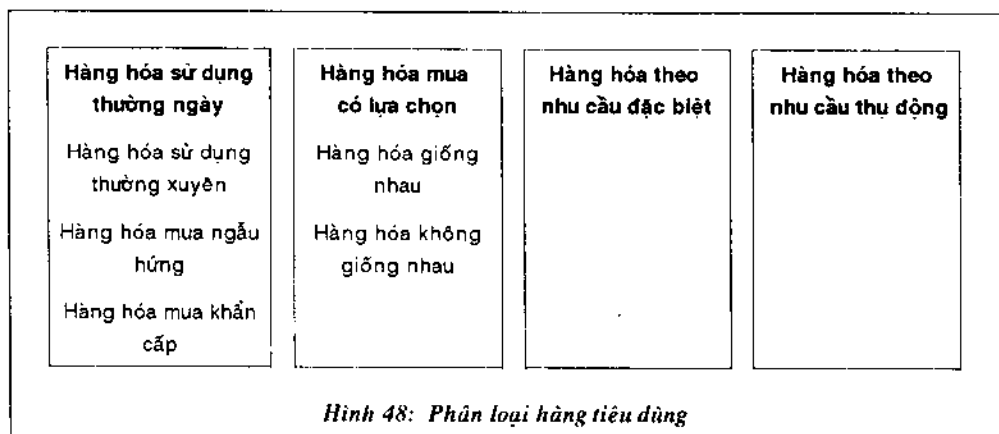 Hàng hóa sử dụng
thường ngày
Hàng hóa sử dụng
thường xuyên
Hàng hóa mua ngẫu
hứng
Hàng hóa mua khẩn
cấp
Hàng hóa mua
có lựa chọn
Hàng hóa giống
nhau
Hàng hóa không
giống nhau
Hàng hóa theo
nhu cầu đặc biệt
Hàng hóa theo
nhu cầu thụ động
Hình 48: Phân loại hàng tiêu dùng